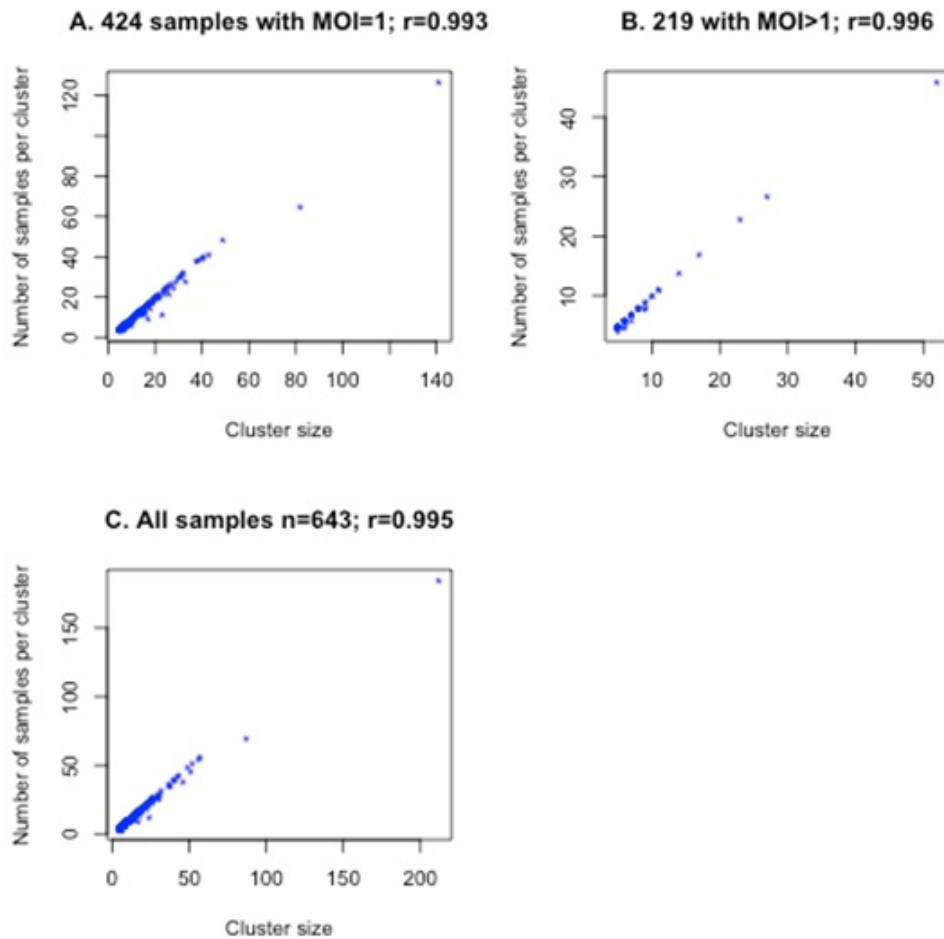 A. 424 samples with MOI=1; r=0.993
Number of samples per cluster
120
80
60
40
20
0
0 20 40 60 80 100 140
Cluster size
B. 219 with MOI>1; r=0.996
Number of samples per cluster
40
30
20
10
10 20 30 40 50
Cluster size
C. All samples n=643; r=0.995
Number of samples per cluster
150
100
50
0
0 50 100 150 200
Cluster size